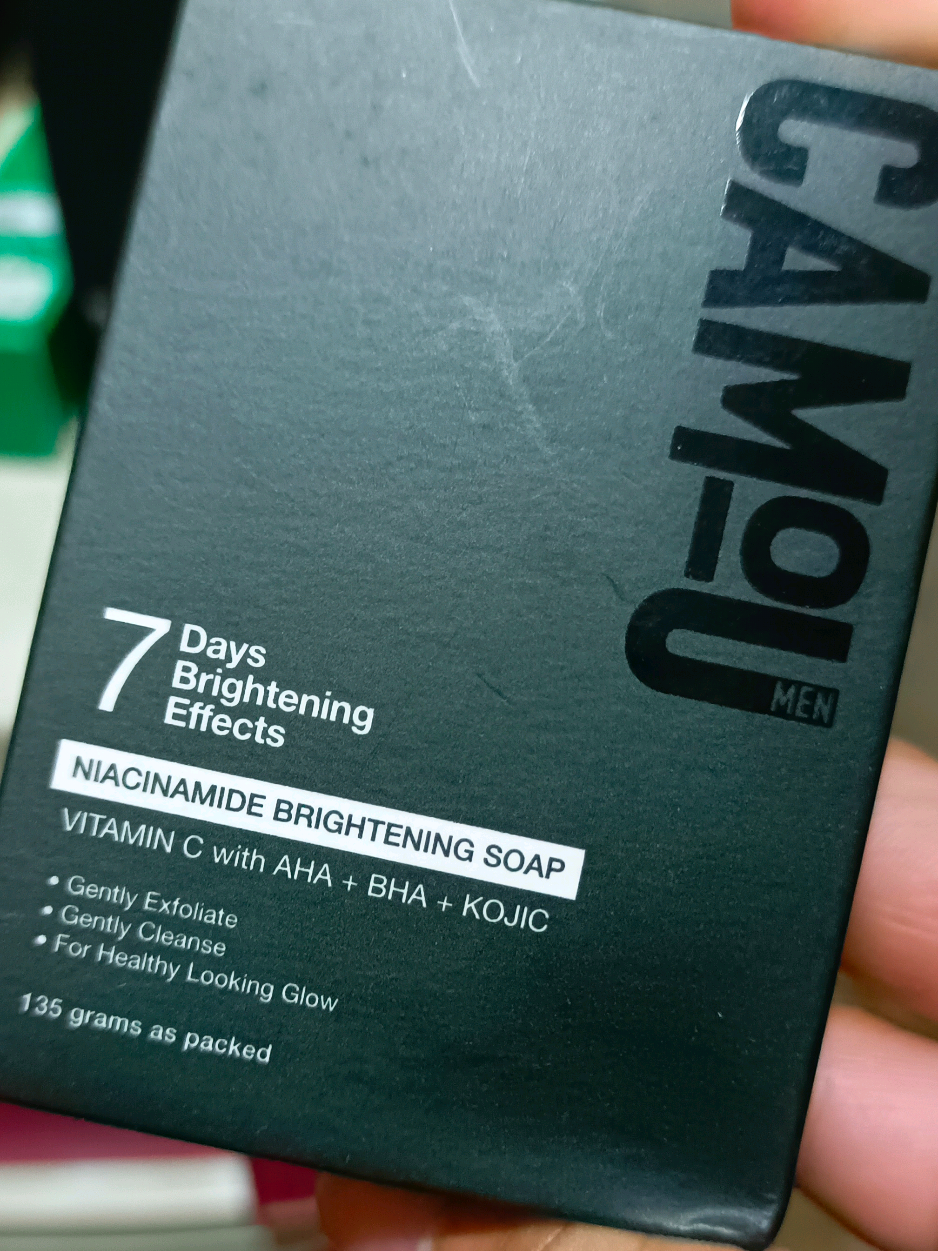 CAMOU
MEN
7 Days
Brightening
Effects
NIACINAMIDE BRIGHTENING SOAP
VITAMIN C with AHA + BHA + KOJIC
• Gently Exfoliate
• Gently Cleanse
• For Healthy Looking Glow
135 grams as packed